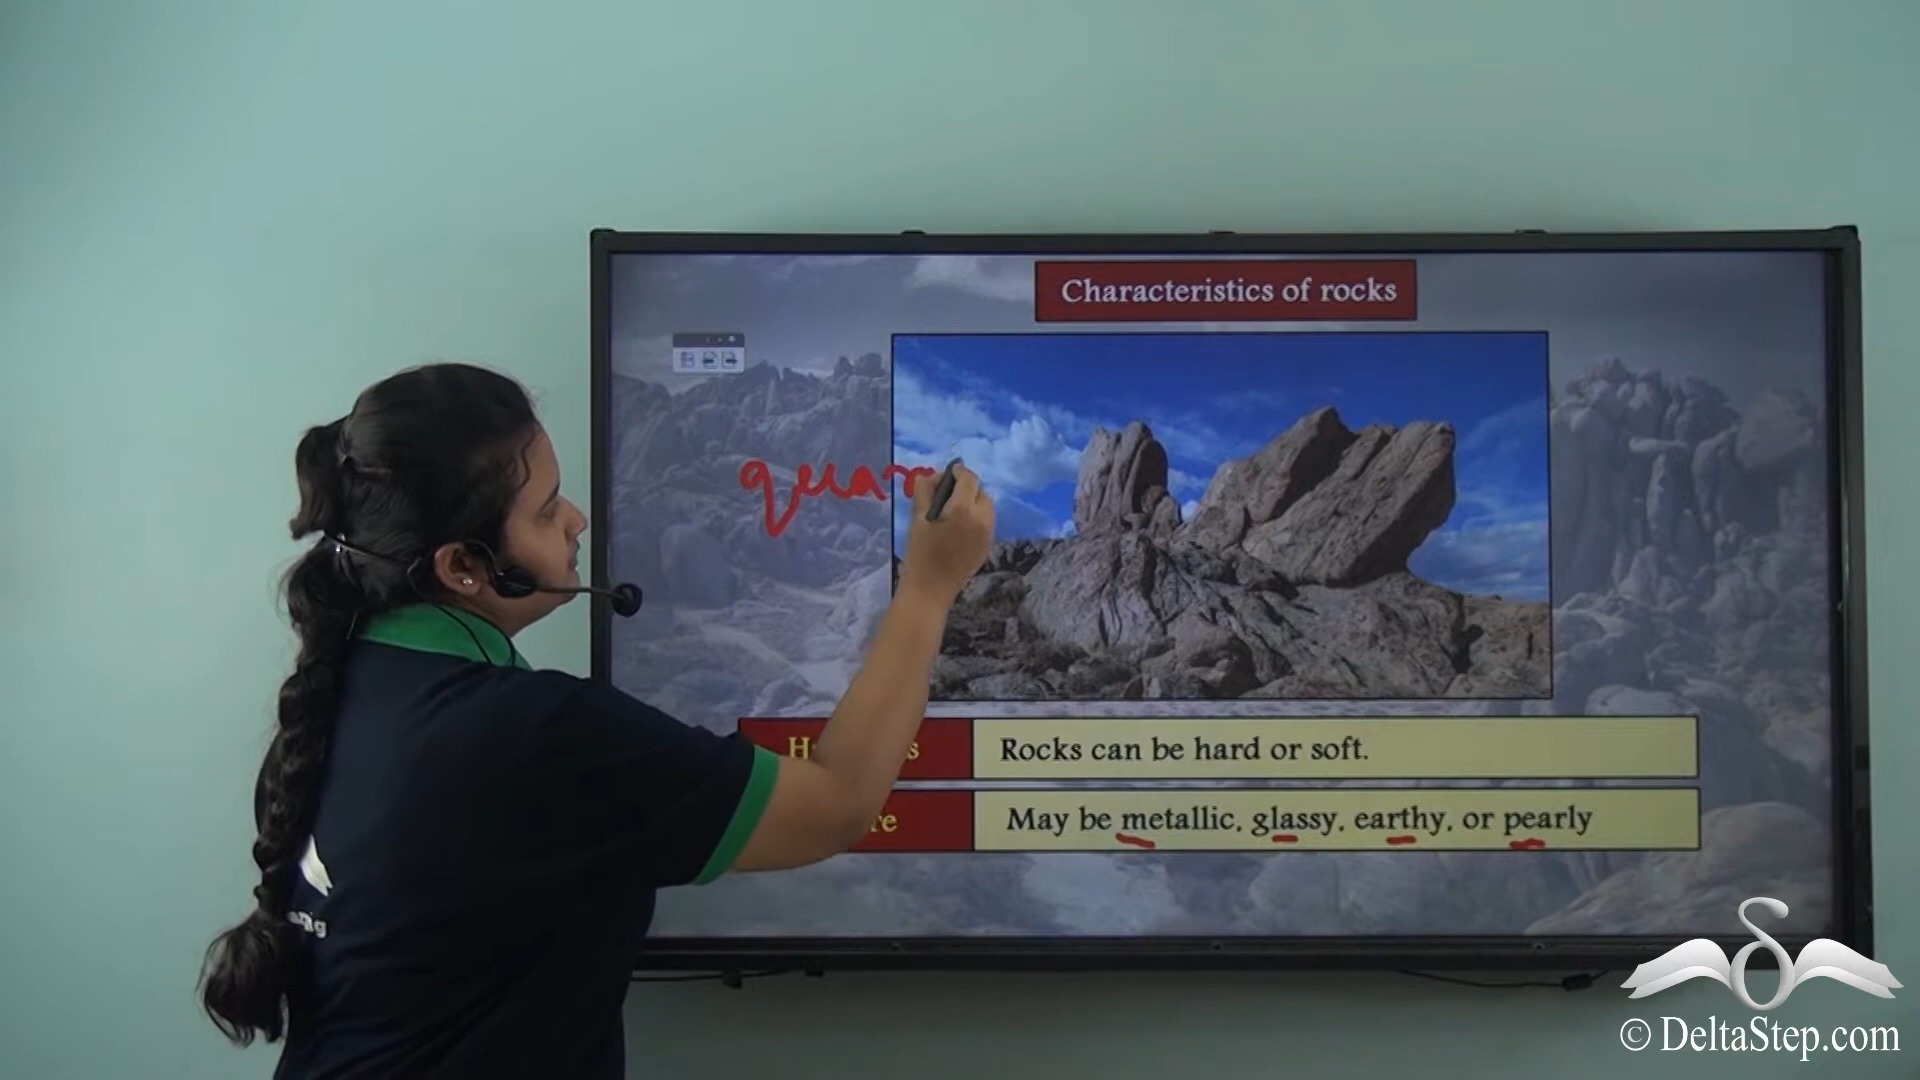 Characteristics of rocks
quar
Rocks can be hard or soft.
May be metallic, glassy, earthy, or pearly
© DeltaStep.com